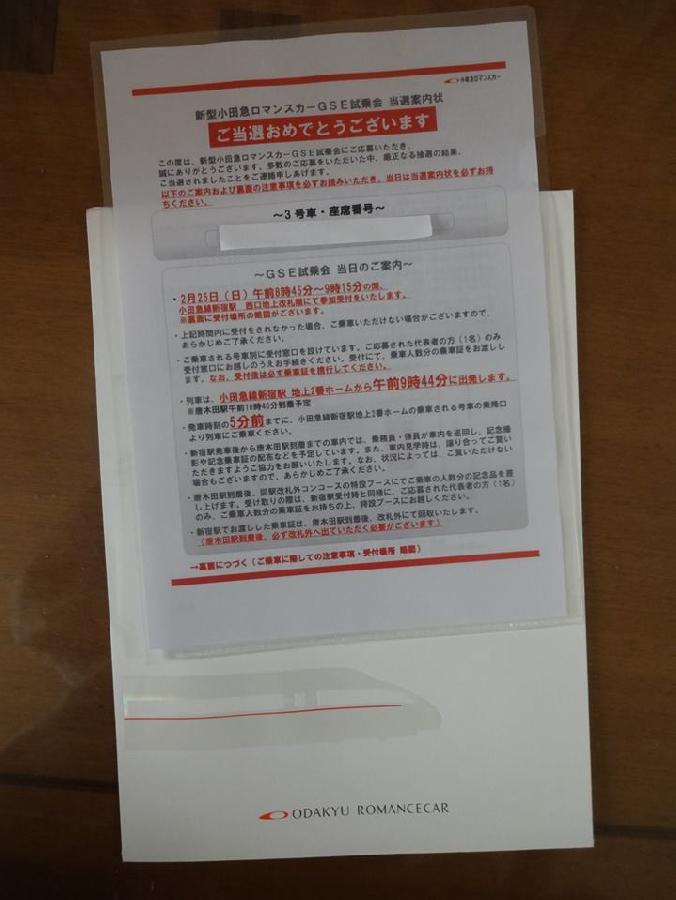 小田急ロマンスカー
新型小田急ロマンスカーGSE試乗会 当選案内状
ご当選おめでとうございます
この度は、新型小田急ロマンスカーGSE試乗会にご応募いただき、
誠にありがとうございます。多数のご応募をいただいた中、厳正なる抽選の結果、
ご当選されましたことをご連絡申しあげます。
以下のご案内および裏面の注意事項を必ずお読みいただき、当日は当選案内状を必ずお持
ちください。
～3号車・座席番号～
～GSE試乗会 当日のご案内～
・2月25日（日）午前8時45分～9時15分の間、
小田急線新宿駅 西口地上改札前にて参加受付をいたします。
※裏面に受付場所の略図がございます。
・上記時間内に受付をされなかった場合、ご乗車いただけない場合がございますので、
あらかじめご了承ください。
・ご乗車される号車別に受付窓口を設けています。ご応募された代表者の方（1名）のみ
受付窓口にお越しのうえお手続きください。受付にて、乗車人数分の乗車証をお渡しし
ます。なお、受付後は必ず乗車証を携行してください。
・列車は、小田急線新宿駅 地上2番ホームから午前9時44分に出発します。
※唐木田駅午前11時40分到着予定
・発車時刻の5分前までに、小田急線新宿駅地上2番ホームの乗車される号車の乗降口
より列車にご乗車ください。
・新宿駅発車後から唐木田駅到着までの車内では、乗務員・係員が車内を巡回し、記念撮
影や記念乗車証の配布などを予定しています。また、車内見学時は、譲り合ってご覧い
ただきますようご協力をお願いいたします。なお、状況によっては、ご覧いただけない
場合もございますので、あらかじめご了承ください。
・唐木田駅到着後、同駅改札外コンコースの特設ブースにてご乗車の人数分の記念品を差
し上げます。受け取りの際は、新宿駅受付時と同様に、ご応募された代表者の方（1名）
のみ、ご乗車人数分の乗車証をお持ちの上、特設ブースにお越しください。
・新宿駅でお渡しした乗車証は、唐木田駅到着後、改札外にて回収いたします。
（唐木田駅到着後、必ず改札外へ出ていただく必要がございます）
→裏面につづく（ご乗車に際しての注意事項・受付場所 略図）
ODAKYU ROMANCECAR